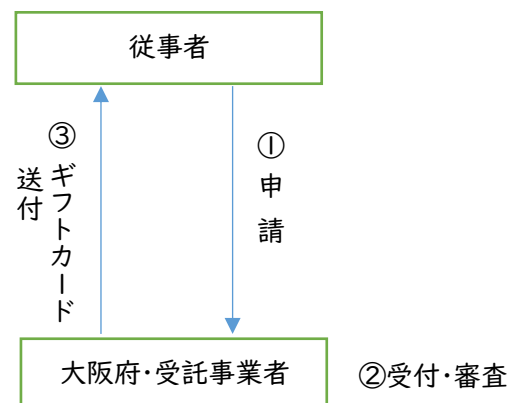 従事者
①申請
③ギフトカード
送付
大阪府・受託事業者
②受付・審査